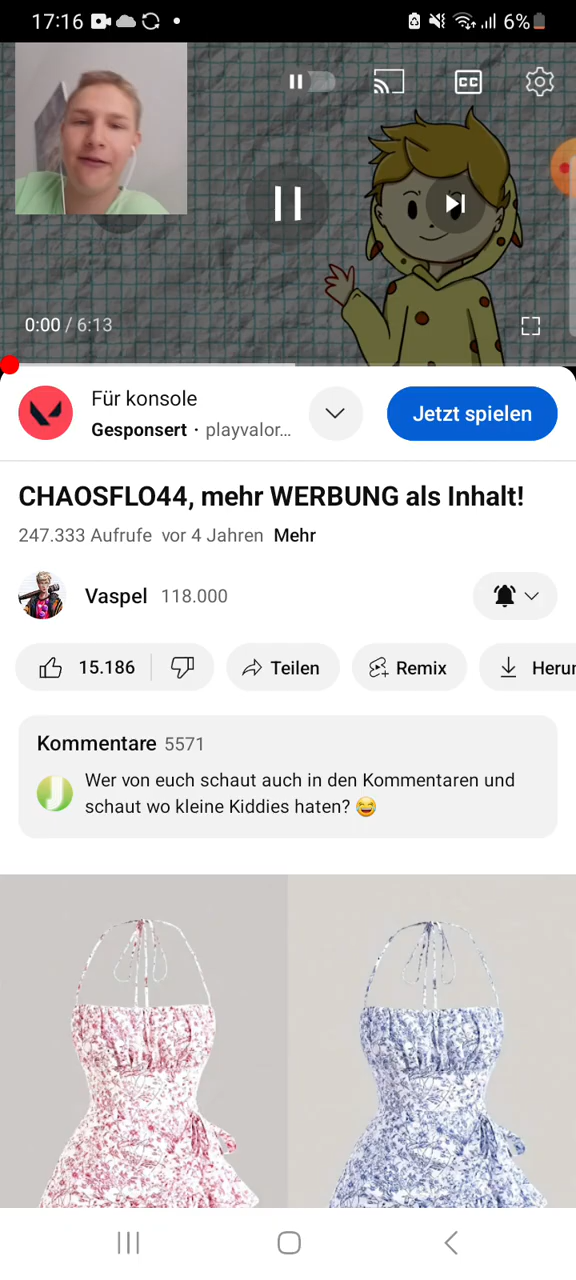 17:16
6%
CC
0:00 / 6:13
Für konsole
Gesponsert · playvalor...
Jetzt spielen
CHAOSFLO44, mehr WERBUNG als Inhalt!
247.333 Aufrufe vor 4 Jahren Mehr
Vaspel 118.000
15.186
Teilen
Remix
Herun
Kommentare 5571
J
Wer von euch schaut auch in den Kommentaren und
schaut wo kleine Kiddies haten? 😂